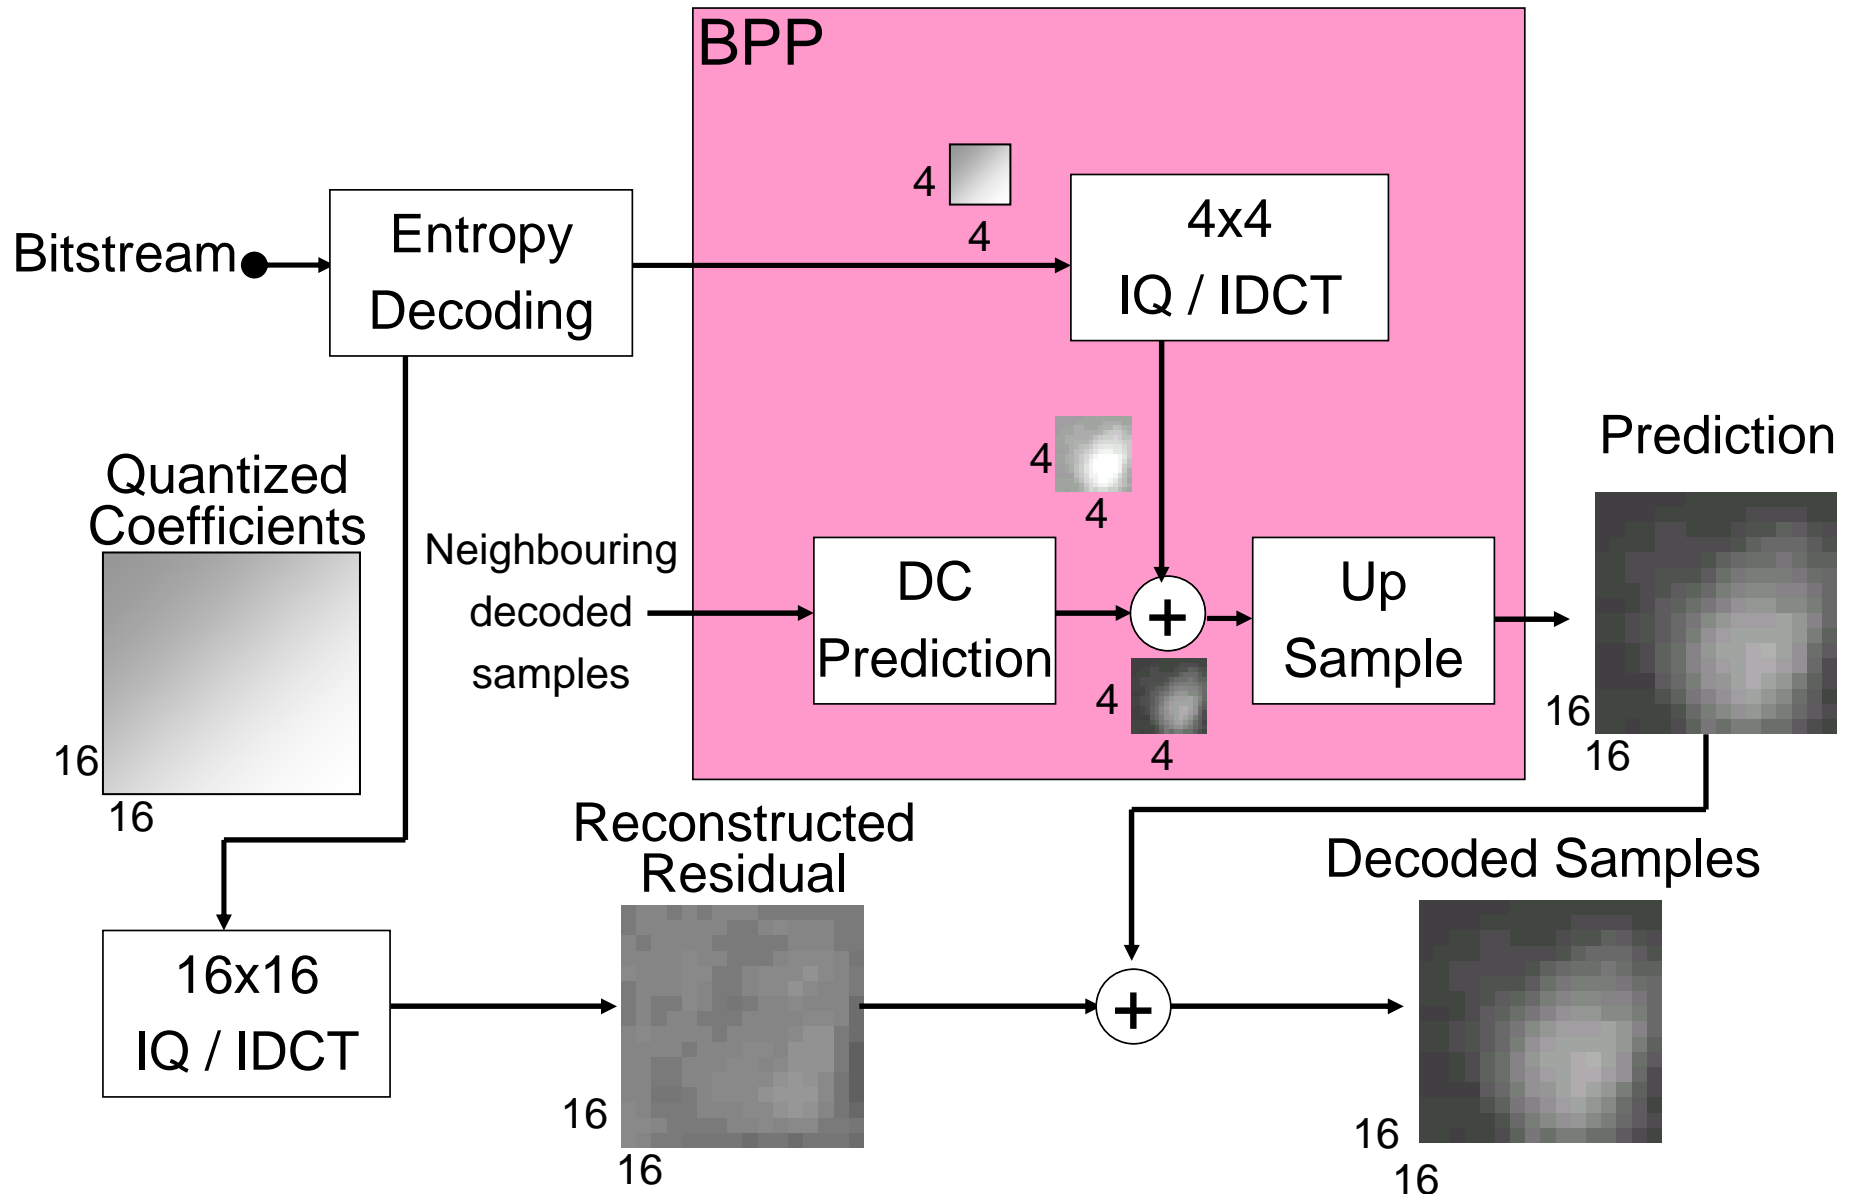 BPP
4
4
Bitstream
Entropy
Decoding
4x4
IQ / IDCT
4
4
Prediction
Quantized
Coefficients
16
16
Neighbouring
decoded
samples
DC
Prediction
+
4
4
Up
Sample
16
16
Reconstructed
Residual
16
16
Decoded Samples
16
16
16x16
IQ / IDCT
+